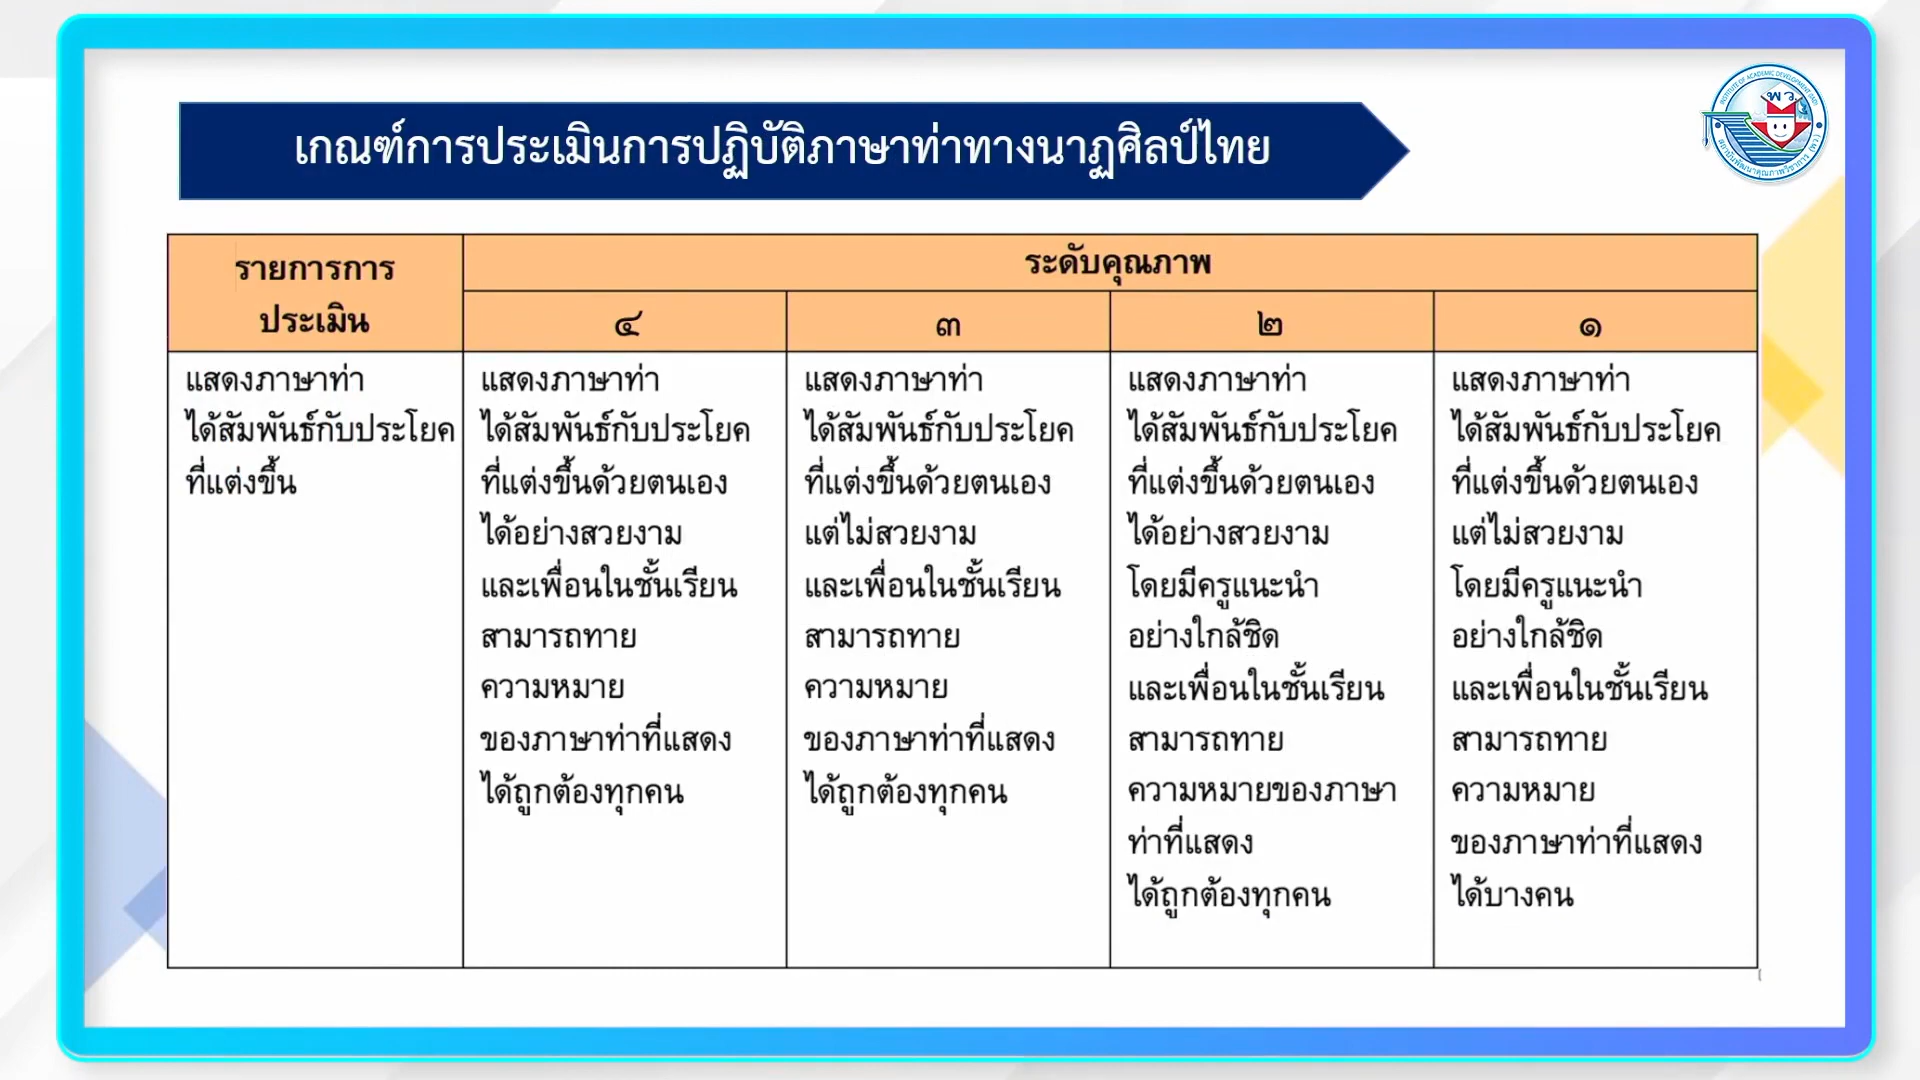 เกณฑ์การประเมินการปฏิบัติภาษาท่าทางนาฏศิลป์ไทย
INSTITUTE OF ACADEMIC DEVELOPMENT (IAD)
พว.
สถาบันพัฒนาคุณภาพวิชาการ (พว.)
รายการการ
ประเมิน
ระดับคุณภาพ
๔
๓
๒
๑
แสดงภาษาท่า
ได้สัมพันธ์กับประโยค
ที่แต่งขึ้น
แสดงภาษาท่า
ได้สัมพันธ์กับประโยค
ที่แต่งขึ้นด้วยตนเอง
ได้อย่างสวยงาม
และเพื่อนในชั้นเรียน
สามารถทาย
ความหมาย
ของภาษาท่าที่แสดง
ได้ถูกต้องทุกคน
แสดงภาษาท่า
ได้สัมพันธ์กับประโยค
ที่แต่งขึ้นด้วยตนเอง
แต่ไม่สวยงาม
และเพื่อนในชั้นเรียน
สามารถทาย
ความหมาย
ของภาษาท่าที่แสดง
ได้ถูกต้องทุกคน
แสดงภาษาท่า
ได้สัมพันธ์กับประโยค
ที่แต่งขึ้นด้วยตนเอง
ได้อย่างสวยงาม
โดยมีครูแนะนำ
อย่างใกล้ชิด
และเพื่อนในชั้นเรียน
สามารถทาย
ความหมายของภาษา
ท่าที่แสดง
ได้ถูกต้องทุกคน
แสดงภาษาท่า
ได้สัมพันธ์กับประโยค
ที่แต่งขึ้นด้วยตนเอง
แต่ไม่สวยงาม
โดยมีครูแนะนำ
อย่างใกล้ชิด
และเพื่อนในชั้นเรียน
สามารถทาย
ความหมาย
ของภาษาท่าที่แสดง
ได้บางคน